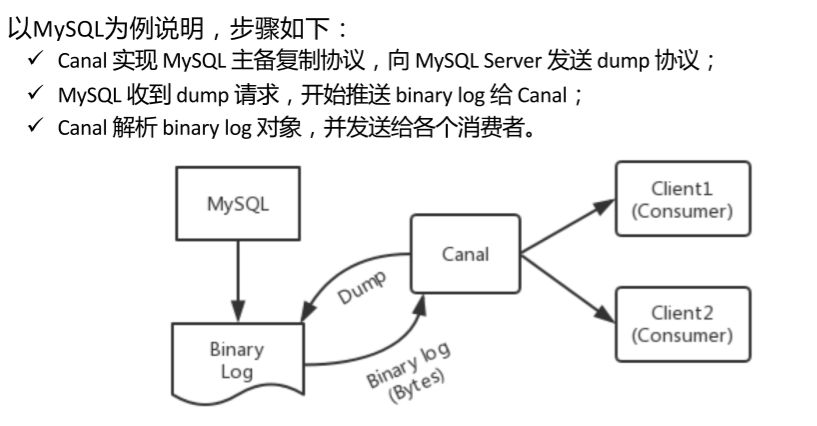 以MySQL为例说明，步骤如下：
✓ Canal 实现 MySQL 主备复制协议，向 MySQL Server 发送 dump 协议；
✓ MySQL 收到 dump 请求，开始推送 binary log 给 Canal；
✓ Canal 解析 binary log 对象，并发送给各个消费者。
MySQL
Client1
(Consumer)
Canal
Dump
Client2
(Consumer)
Binary
Log
Binary log
(Bytes)